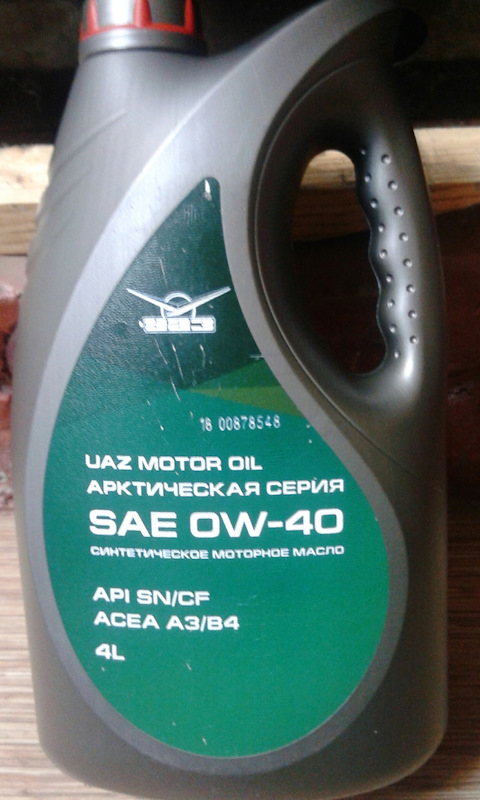 УАЗ
18 00878548
UAZ MOTOR OIL
АРКТИЧЕСКАЯ СЕРИЯ
SAE 0W-40
СИНТЕТИЧЕСКОЕ МОТОРНОЕ МАСЛО
API SN/CF
ACEA A3/B4
4L